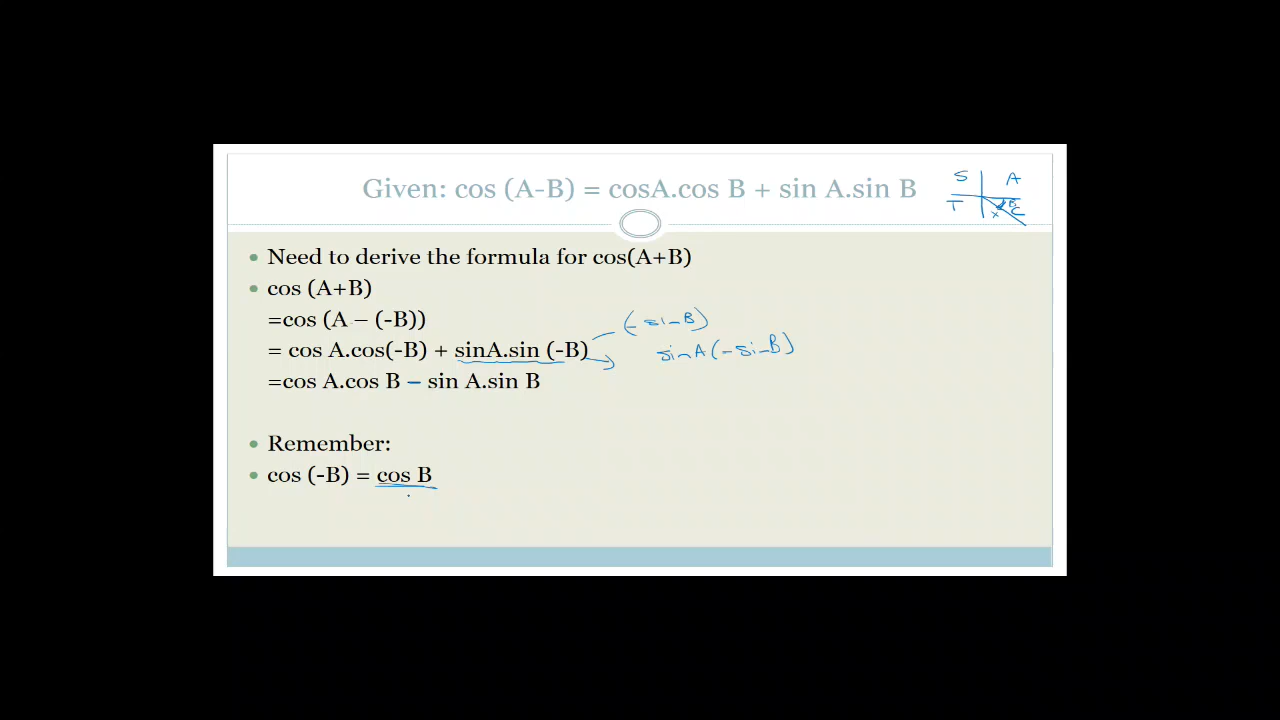 Given: cos (A-B) = cosA.cos B + sin A.sin B
S A
T C
• Need to derive the formula for cos(A+B)
• cos (A+B)
=cos (A – (-B))
(- sin B)
= cos A.cos(-B) + sinA.sin (-B)
sin A (- sin B)
=cos A.cos B – sin A.sin B
• Remember:
• cos (-B) = cos B